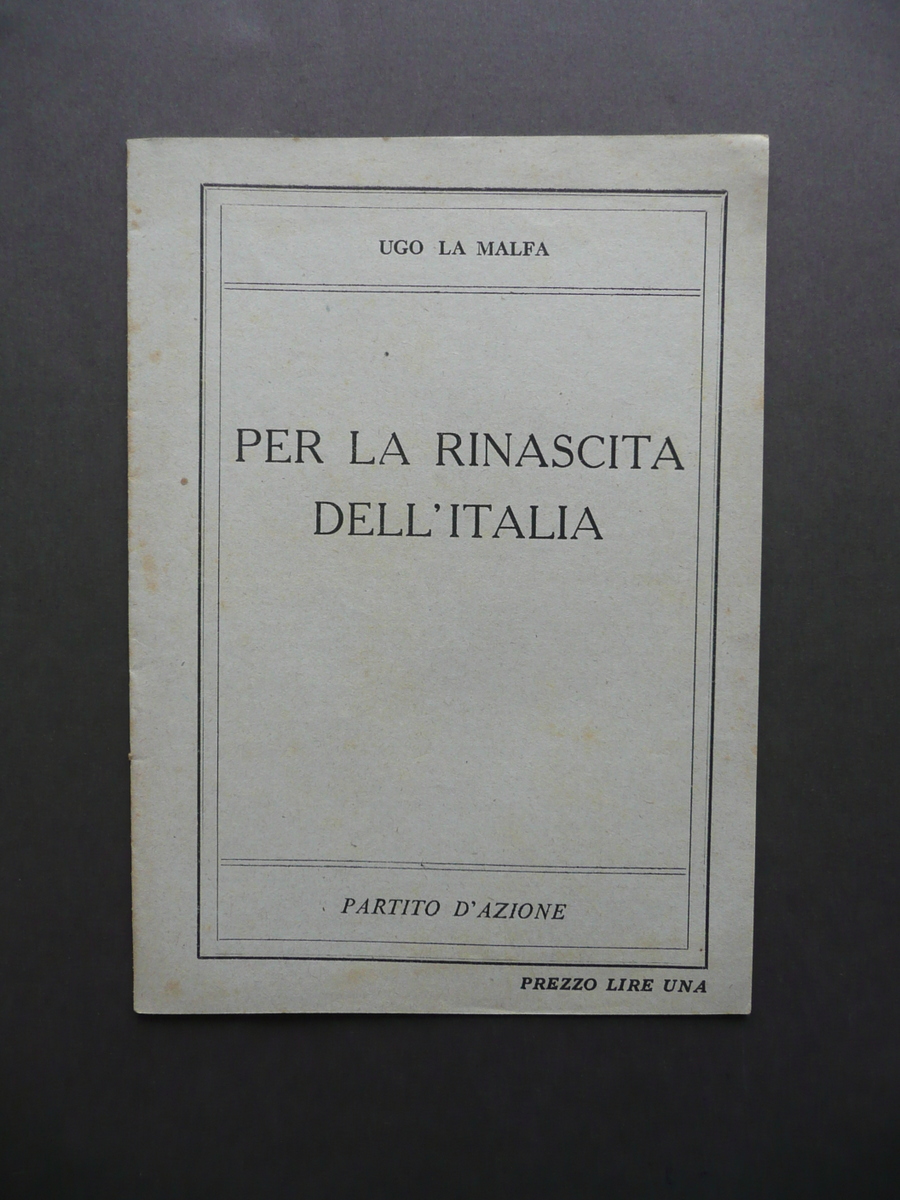 UGO LA MALFA
PER LA RINASCITA
DELL'ITALIA
PARTITO D'AZIONE
PREZZO LIRE UNA